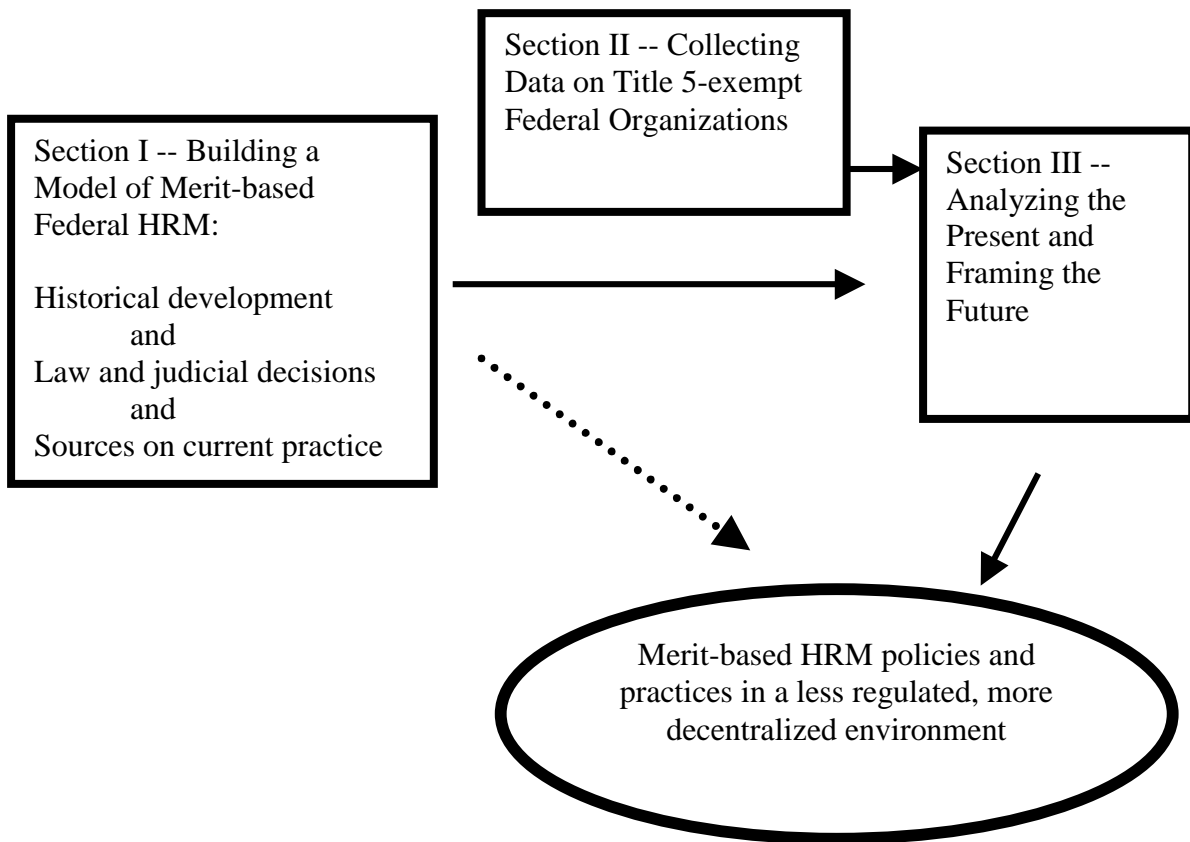 Section I -- Building a
Model of Merit-based
Federal HRM:
Historical development
and
Law and judicial decisions
and
Sources on current practice
Section II -- Collecting
Data on Title 5-exempt
Federal Organizations
Section III --
Analyzing the
Present and
Framing the
Future
Merit-based HRM policies and
practices in a less regulated, more
decentralized environment